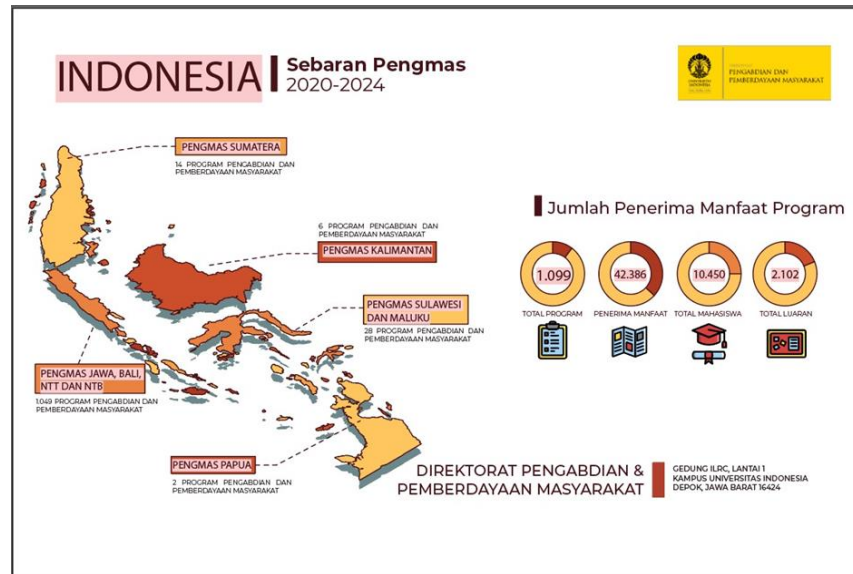 INDONESIA
Sebaran Pengmas
2020-2024
UNIVERSITAS
INDONESIA
PENGABDIAN DAN
PEMBERDAYAAN MASYARAKAT
PENGMAS SUMATERA
14 PROGRAM PENGABDIAN DAN
PEMBERDAYAAN MASYARAKAT
6 PROGRAM PENGABDIAN DAN
PEMBERDAYAAN MASYARAKAT
PENGMAS KALIMANTAN
PENGMAS SULAWESI
DAN MALUKU
28 PROGRAM PENGABDIAN DAN
PEMBERDAYAAN MASYARAKAT
PENGMAS JAWA, BALI,
NTT DAN NTB
1.049 PROGRAM PENGABDIAN DAN
PEMBERDAYAAN MASYARAKAT
PENGMAS PAPUA
2 PROGRAM PENGABDIAN DAN
PEMBERDAYAAN MASYARAKAT
Jumlah Penerima Manfaat Program
1.099
42.386
10.450
2.102
TOTAL PROGRAM
PENERIMA MANFAAT
TOTAL MAHASISWA
TOTAL LUARAN
DIREKTORAT PENGABDIAN &
PEMBERDAYAAN MASYARAKAT
GEDUNG ILRC, LANTAI 1
KAMPUS UNIVERSITAS INDONESIA
DEPOK, JAWA BARAT 16424